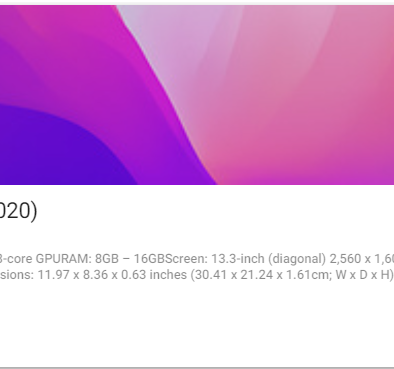 020)
-core GPURAM: 8GB – 16GBScreen: 13.3-inch (diagonal) 2,560 x 1,60
sions: 11.97 x 8.36 x 0.63 inches (30.41 x 21.24 x 1.61cm; W x D x H)